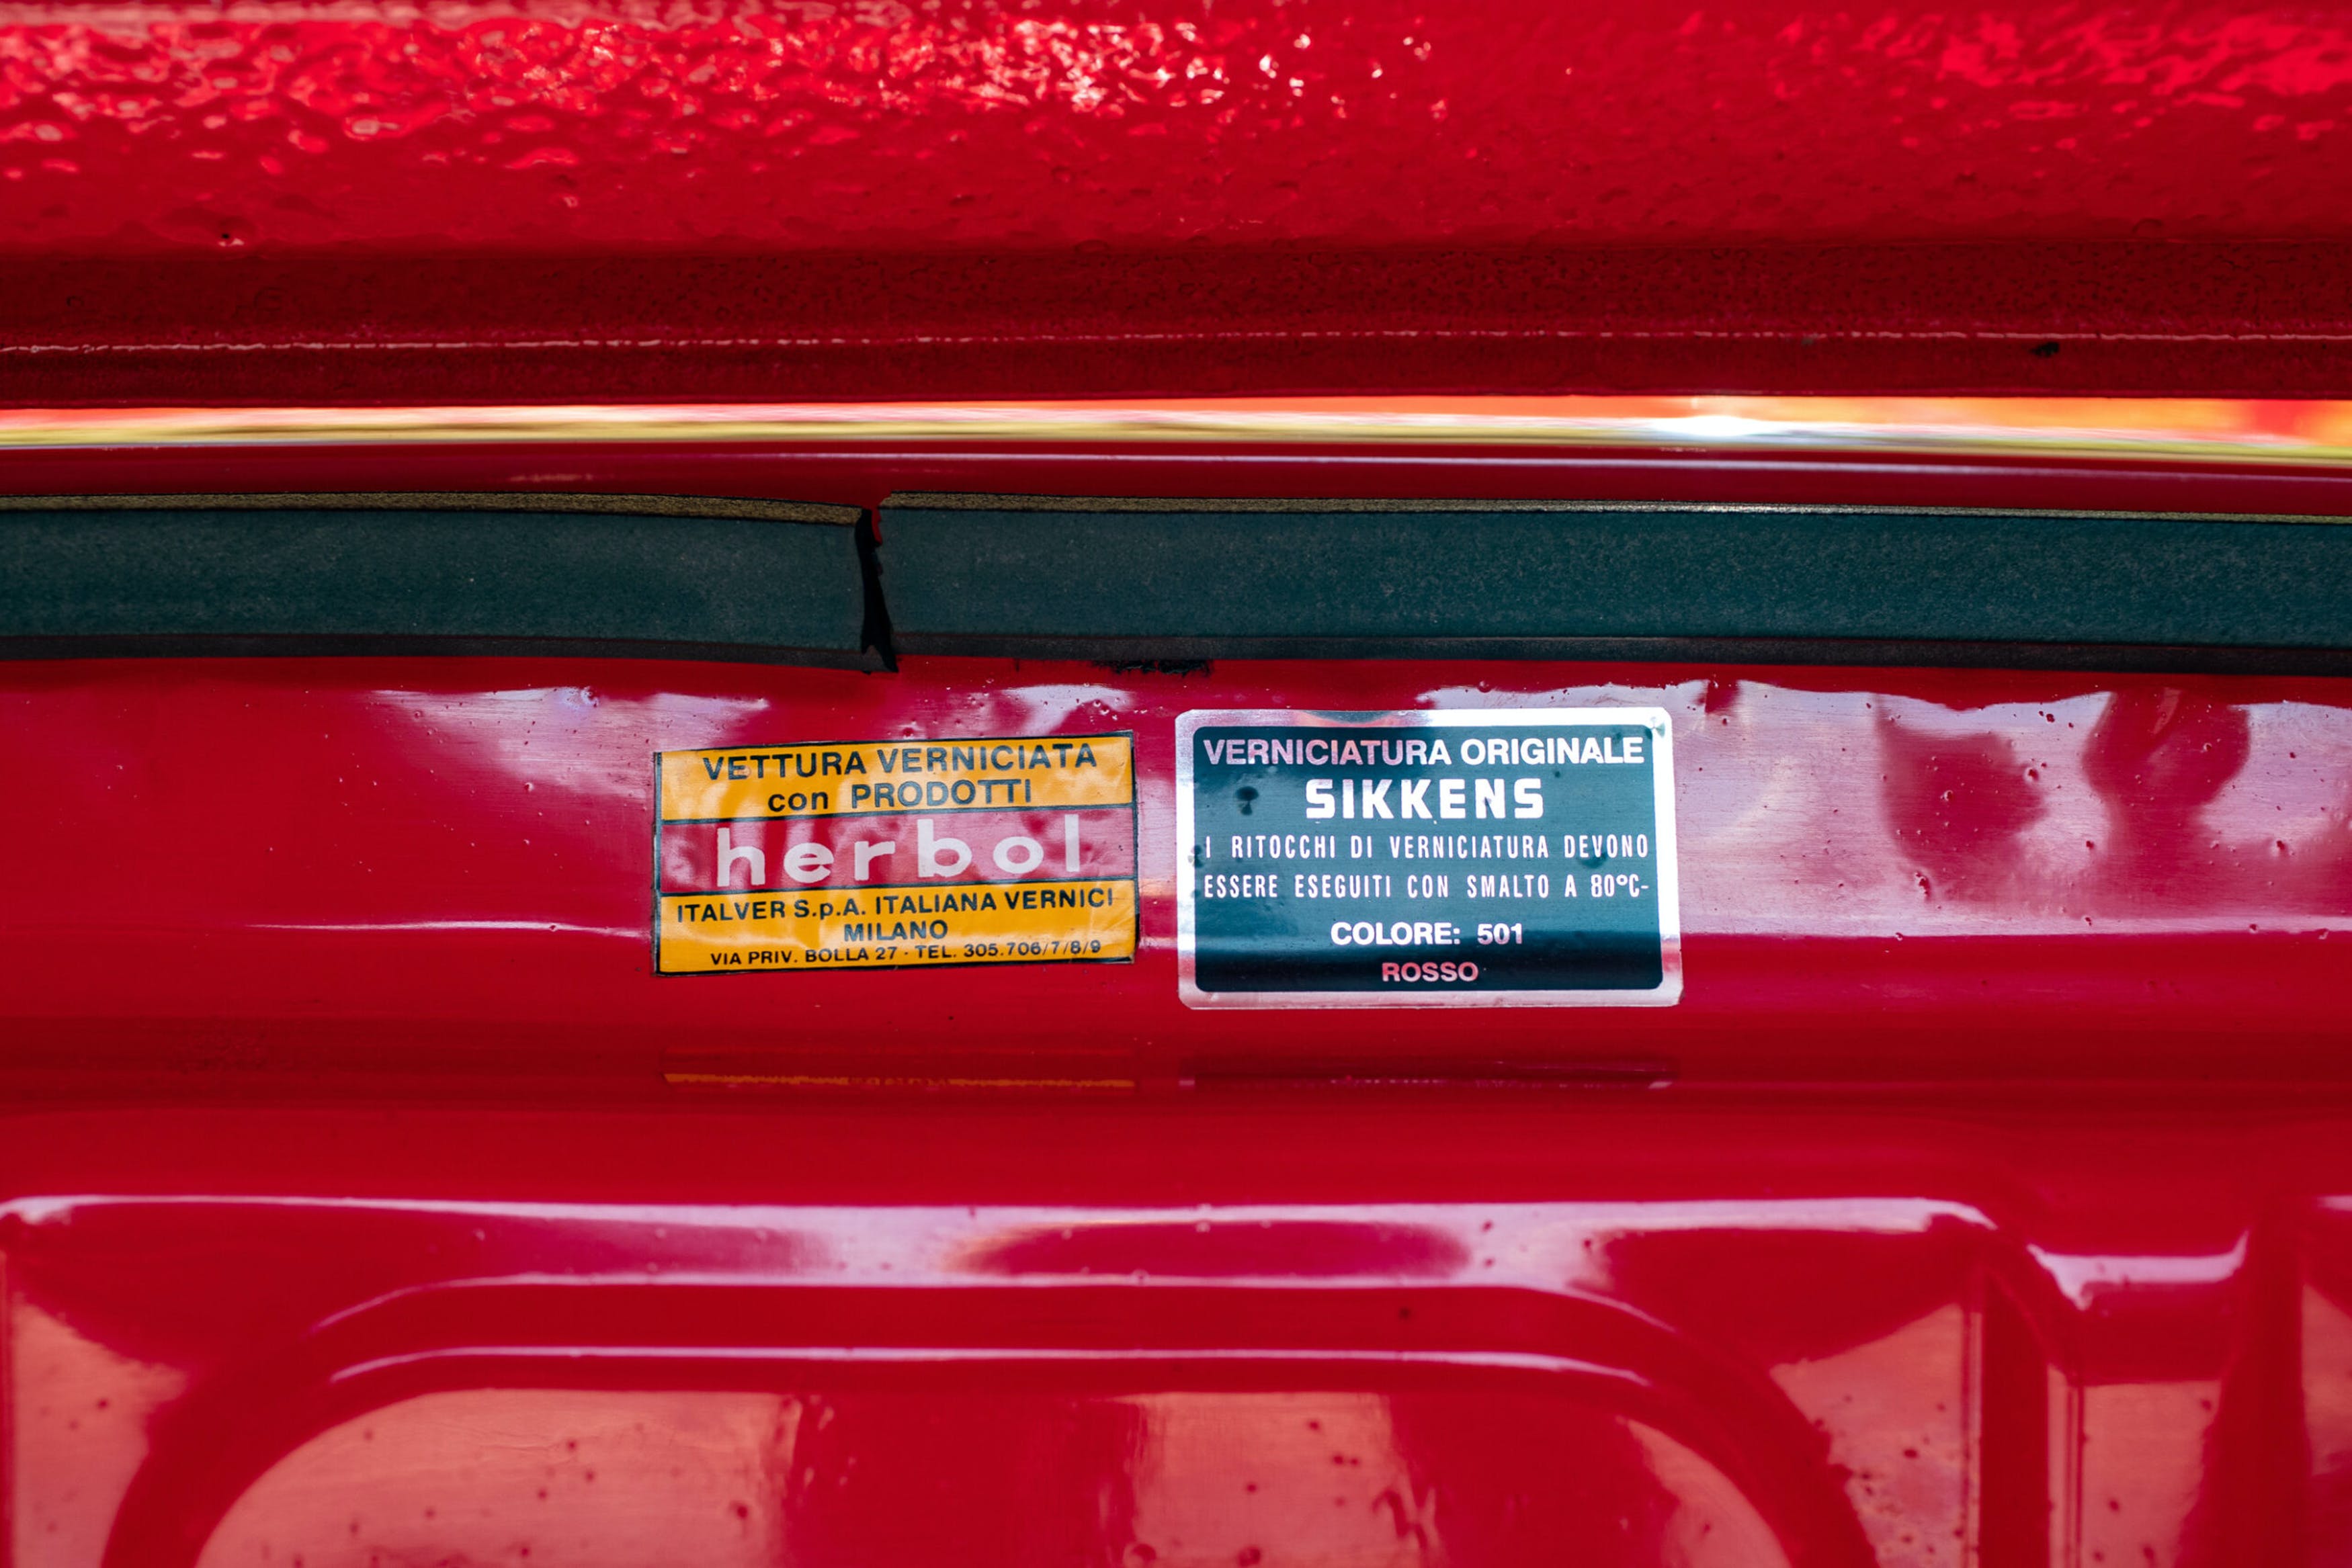 VETTURA VERNICIATA
con PRODOTTI
herbol
ITALVER S.p.A. ITALIANA VERNICI
MILANO
VIA PRIV. BOLLA 27 - TEL. 305.706/7/8/9
VERNICIATURA ORIGINALE
SIKKENS
I RITOCCHI DI VERNICIATURA DEVONO
ESSERE ESEGUITI CON SMALTO A 80°C-
COLORE: 501
ROSSO